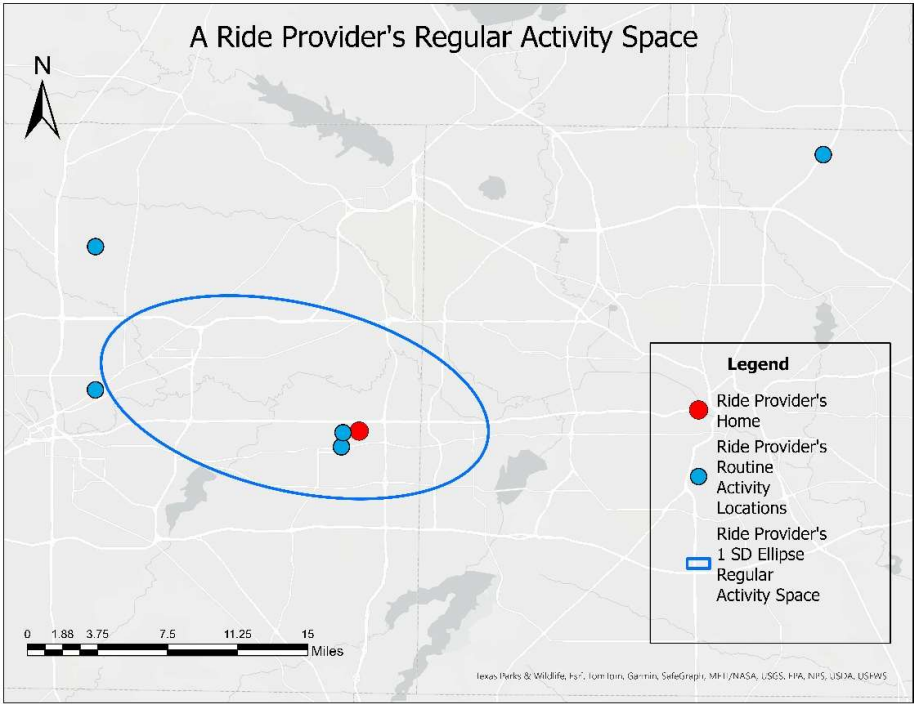 A Ride Provider's Regular Activity Space
N
Legend
Ride Provider's
Home
Ride Provider's
Routine
Activity
Locations
Ride Provider's
1 SD Ellipse
Regular
Activity Space
0 1.88 3.75 7.5 11.25 15
Miles
Texas Parks & Wildlife, Esri, TomTom, Garmin, SafeGraph, METI/NASA, USGS, EPA, NPS, USDA, USFWS